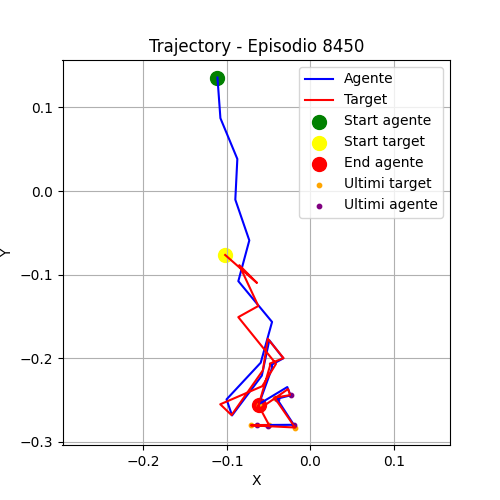 Trajectory - Episodio 8450
Agente
Target
Start agente
Start target
End agente
Ultimi target
Ultimi agente
0.1
0.0
−0.1
−0.2
−0.3
Y
−0.2
−0.1
0.0
0.1
X